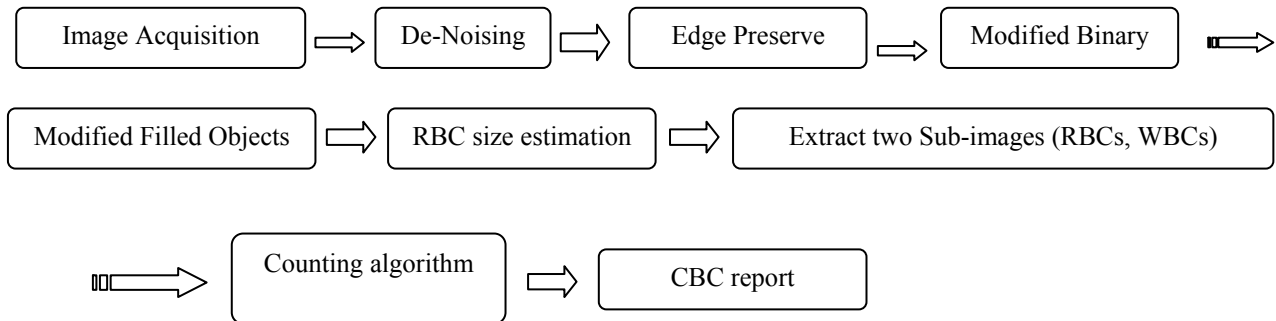 Image Acquisition
De-Noising
Edge Preserve
Modified Binary
Modified Filled Objects
RBC size estimation
Extract two Sub-images (RBCs, WBCs)
Counting algorithm
CBC report